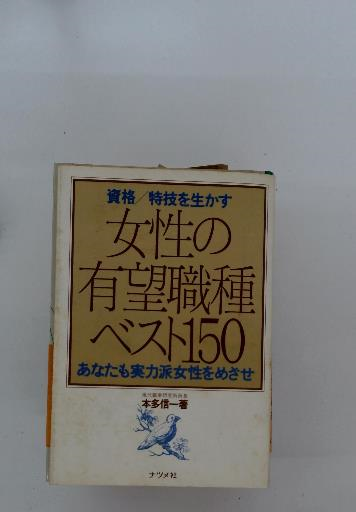 資格/特技を生かす
女性の
有望職種
ベスト150
あなたも実力派女性をめざせ
本多信一著
ナツメ社